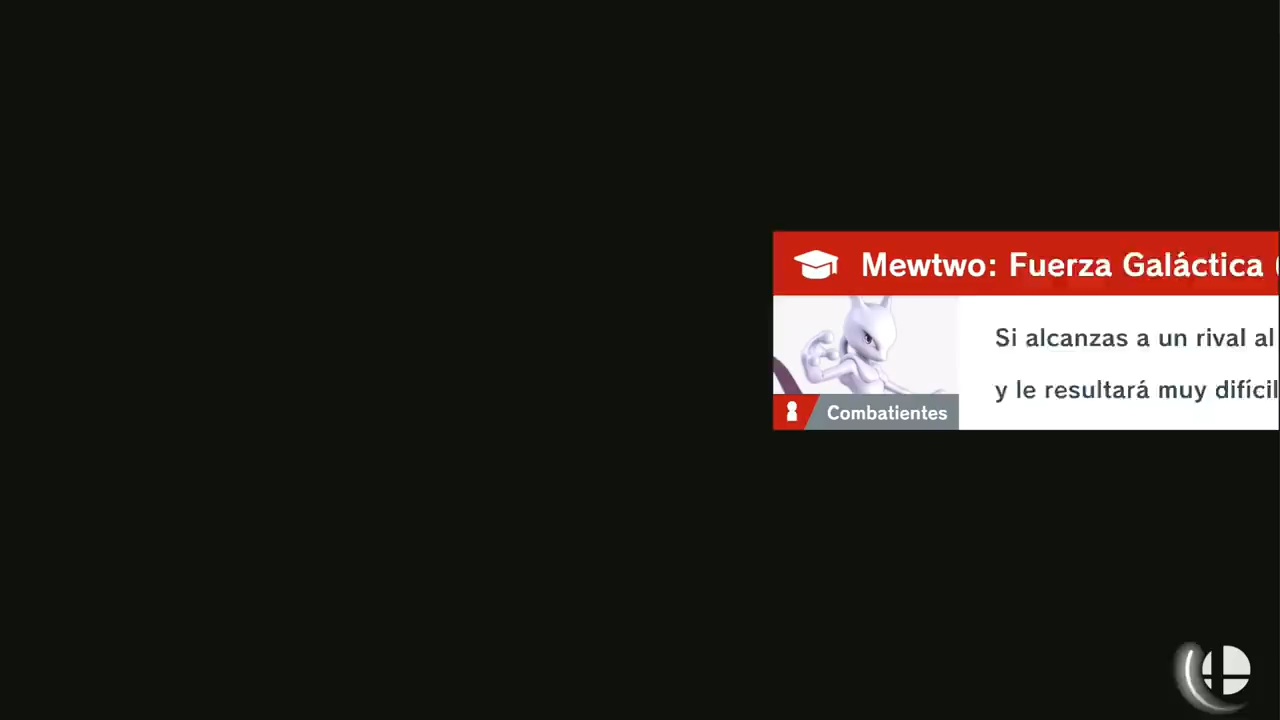 Mewtwo: Fuerza Galáctica
Si alcanzas a un rival al
y le resultará muy difícil
Combatientes